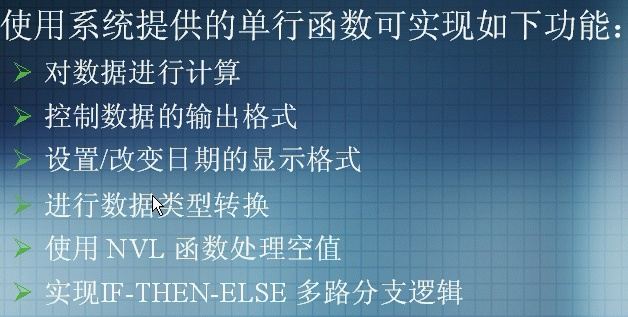 使用系统提供的单行函数可实现如下功能：
对数据进行计算
控制数据的输出格式
设置/改变日期的显示格式
进行数据类型转换
使用 NVL 函数处理空值
实现IF-THEN-ELSE 多路分支逻辑